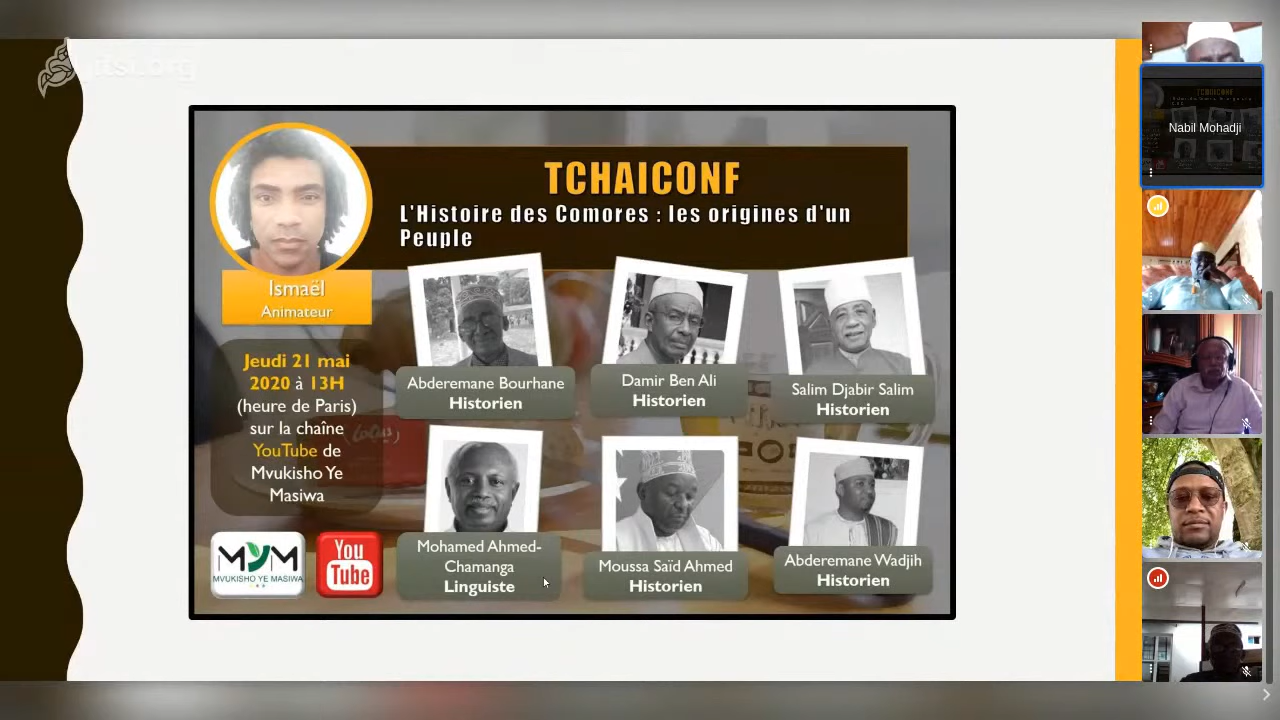 jitsi.org
TCHAICONF
L'Histoire des Comores : les origines d'un
Peuple
Ismaël
Animateur
Jeudi 21 mai
2020 à 13H
(heure de Paris)
sur la chaîne
YouTube de
Mvukisho Ye
Masiwa
Abderemane Bourhane
Historien
Damir Ben Ali
Historien
Salim Djabir Salim
Historien
Mohamed Ahmed-
Chamanga
Linguiste
Moussa Saïd Ahmed
Historien
Abderemane Wadjih
Historien
MYM
MVUKISHO YE MASIWA
You
Tube
Nabil Mohadji